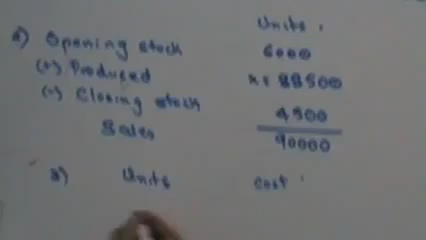 Units.
a) Opening stock 6000
(+) Produced x = 88500
(-) Closing stock 4500
Sales 90000
a) Units Cost.